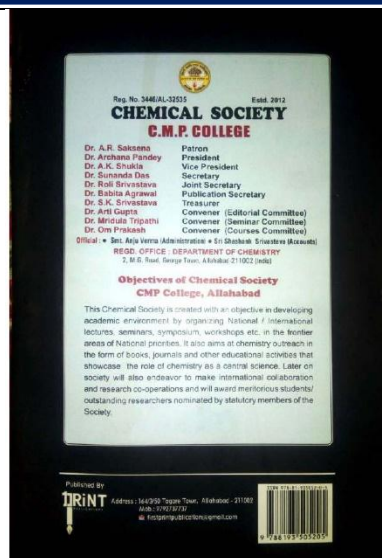 Reg. No. 3446/AL-32535 Estd. 2012
CHEMICAL SOCIETY
C.M.P. COLLEGE
Dr. A.R. Saksena Patron
Dr. Archana Pandey President
Dr. A.K. Shukla Vice President
Dr. Sunanda Das Secretary
Dr. Roli Srivastava Joint Secretary
Dr. Babita Agrawal Publication Secretary
Dr. S.K. Srivastava Treasurer
Dr. Arti Gupta Convener (Editorial Committee)
Dr. Mridula Tripathi Convener (Seminar Committee)
Dr. Om Prakash Convener (Courses Committee)
Official : • Smt. Anju Verma (Administration) • Sri Shashank Srivastava (Accounts)
REGD. OFFICE : DEPARTMENT OF CHEMISTRY
2, M.G. Road, George Town, Allahabad-211002 (India)
Objectives of Chemical Society
CMP College, Allahabad
This Chemical Society is created with an objective in developing
academic environment by organizing National / International
lectures, seminars, symposium, workshops etc. in the frontier
areas of National priorities. It also aims at chemistry outreach in
the form of books, journals and other educational activities that
showcase the role of chemistry as a central science. Later on
society will also endeavor to make international collaboration
and research co-operations and will award meritorious students/
outstanding researchers nominated by statutory members of the
Society.
Published By
PRINT
Address : 164/3/50 Tagore Town, Allahabad - 211002
Mob.: 9792737737
firstprintpublication@gmail.com
9 788193 505205